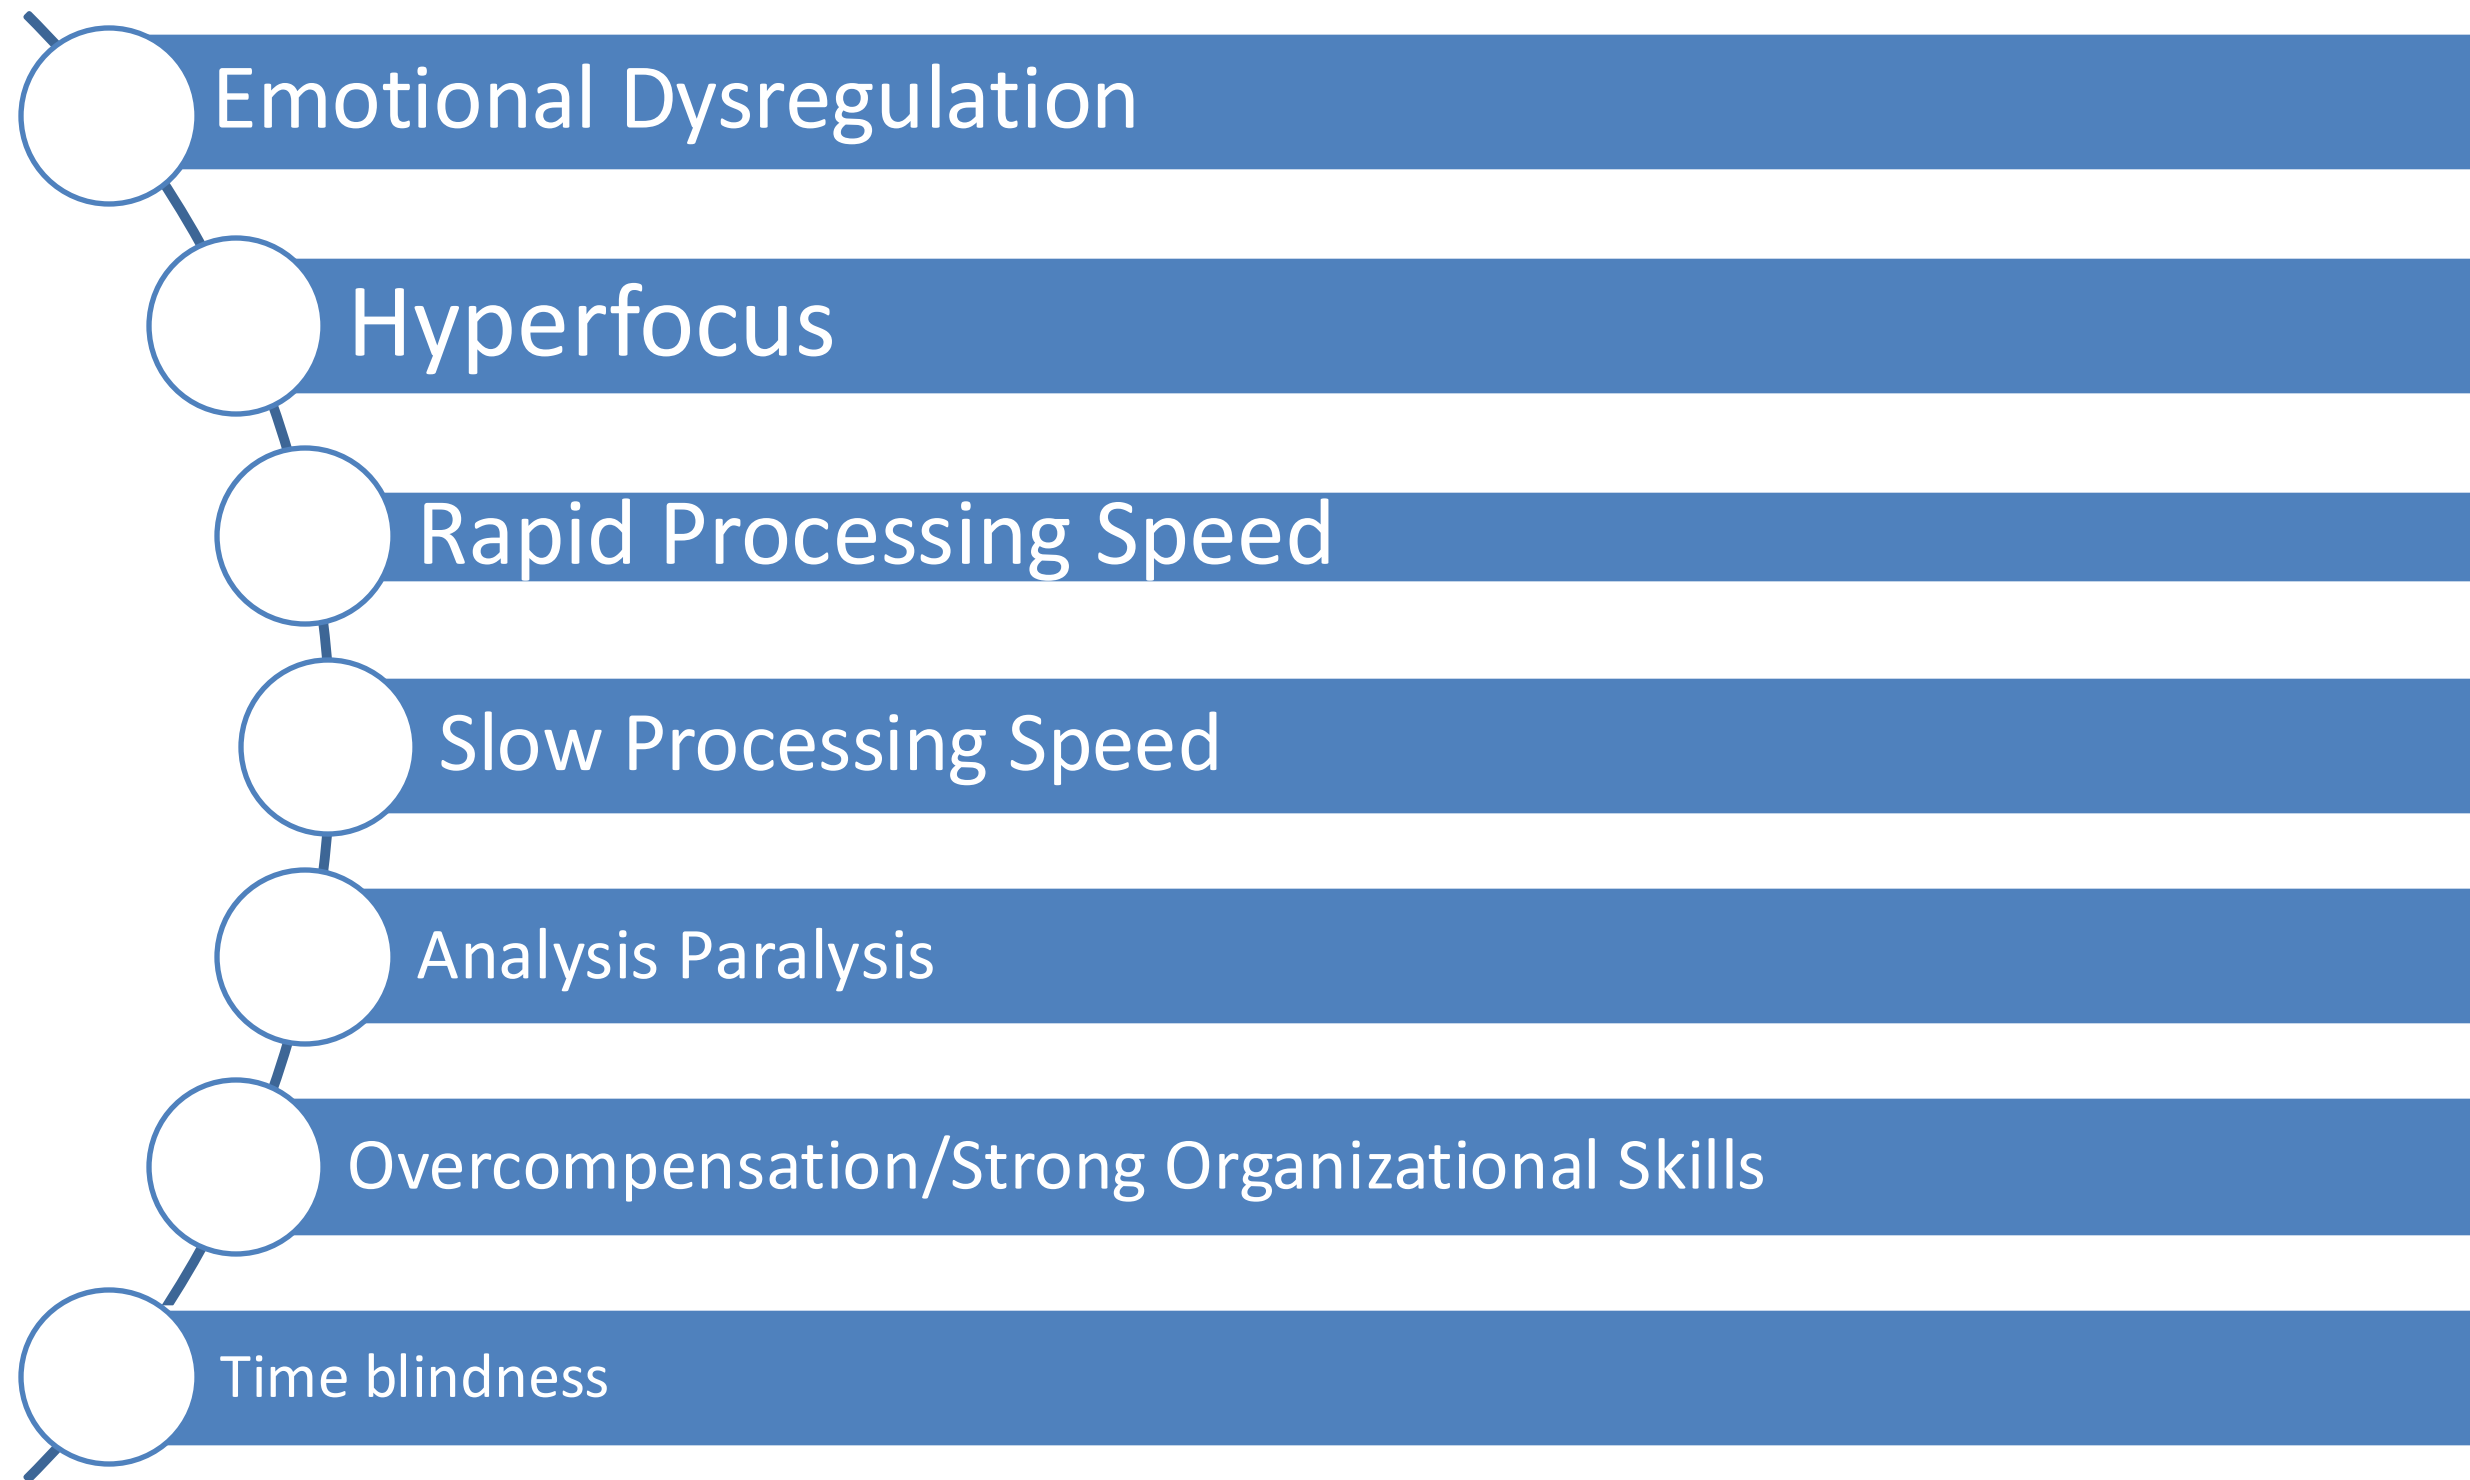 Emotional Dysregulation
Hyperfocus
Rapid Processing Speed
Slow Processing Speed
Analysis Paralysis
Overcompensation/Strong Organizational Skills
Time blindness